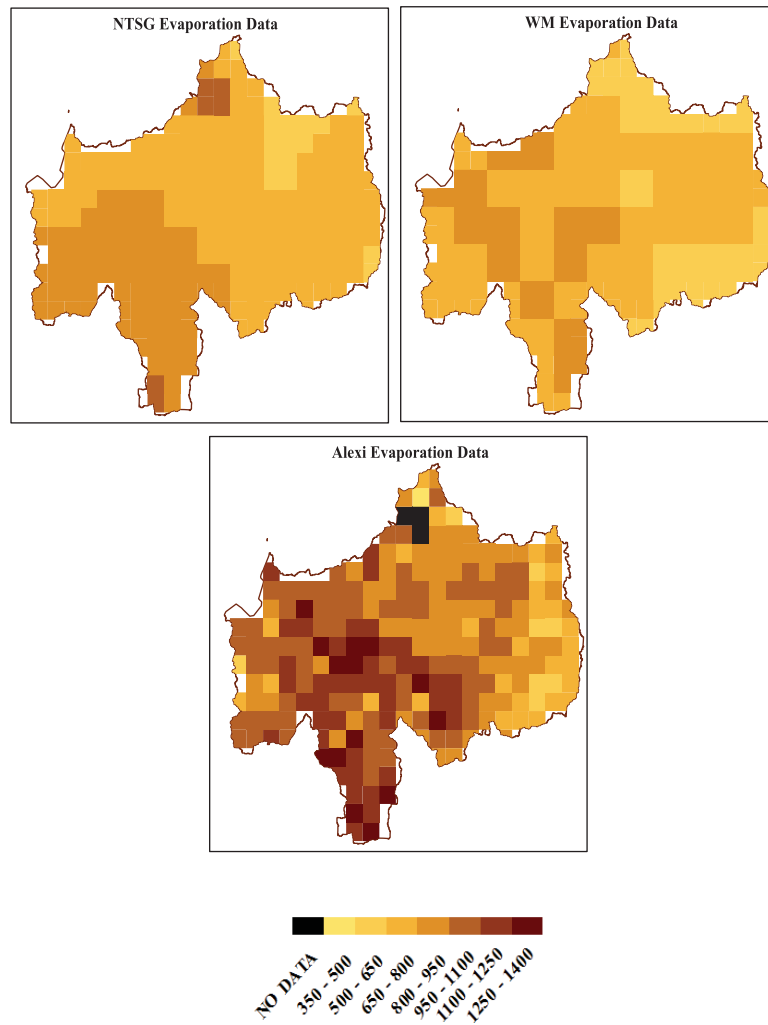 NTSG Evaporation Data
WM Evaporation Data
Alexi Evaporation Data
NO DATA
350 - 500
500 - 650
650 - 800
800 - 950
950 - 1100
1100 - 1250
1250 - 1400